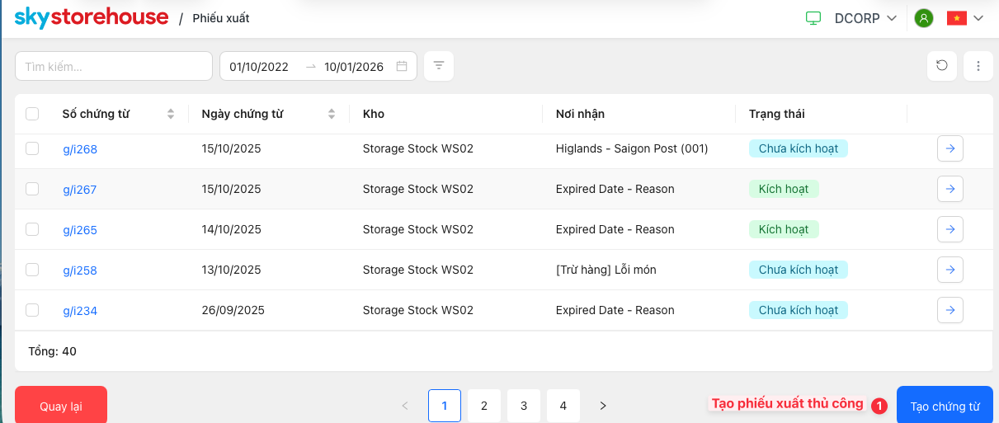 skystorehouse / Phiếu xuất DCORP
Tìm kiếm... 01/10/2022 → 10/01/2026
Số chứng từ Ngày chứng từ Kho Nơi nhận Trạng thái
g/i268 15/10/2025 Storage Stock WS02 Higlands - Saigon Post (001) Chưa kích hoạt
g/i267 15/10/2025 Storage Stock WS02 Expired Date - Reason Kích hoạt
g/i265 14/10/2025 Storage Stock WS02 Expired Date - Reason Kích hoạt
g/i258 13/10/2025 Storage Stock WS02 [Trừ hàng] Lỗi món Chưa kích hoạt
g/i234 26/09/2025 Storage Stock WS02 Expired Date - Reason Chưa kích hoạt
Tổng: 40
Quay lại < 1 2 3 4 > Tạo phiếu xuất thủ công 1 Tạo chứng từ